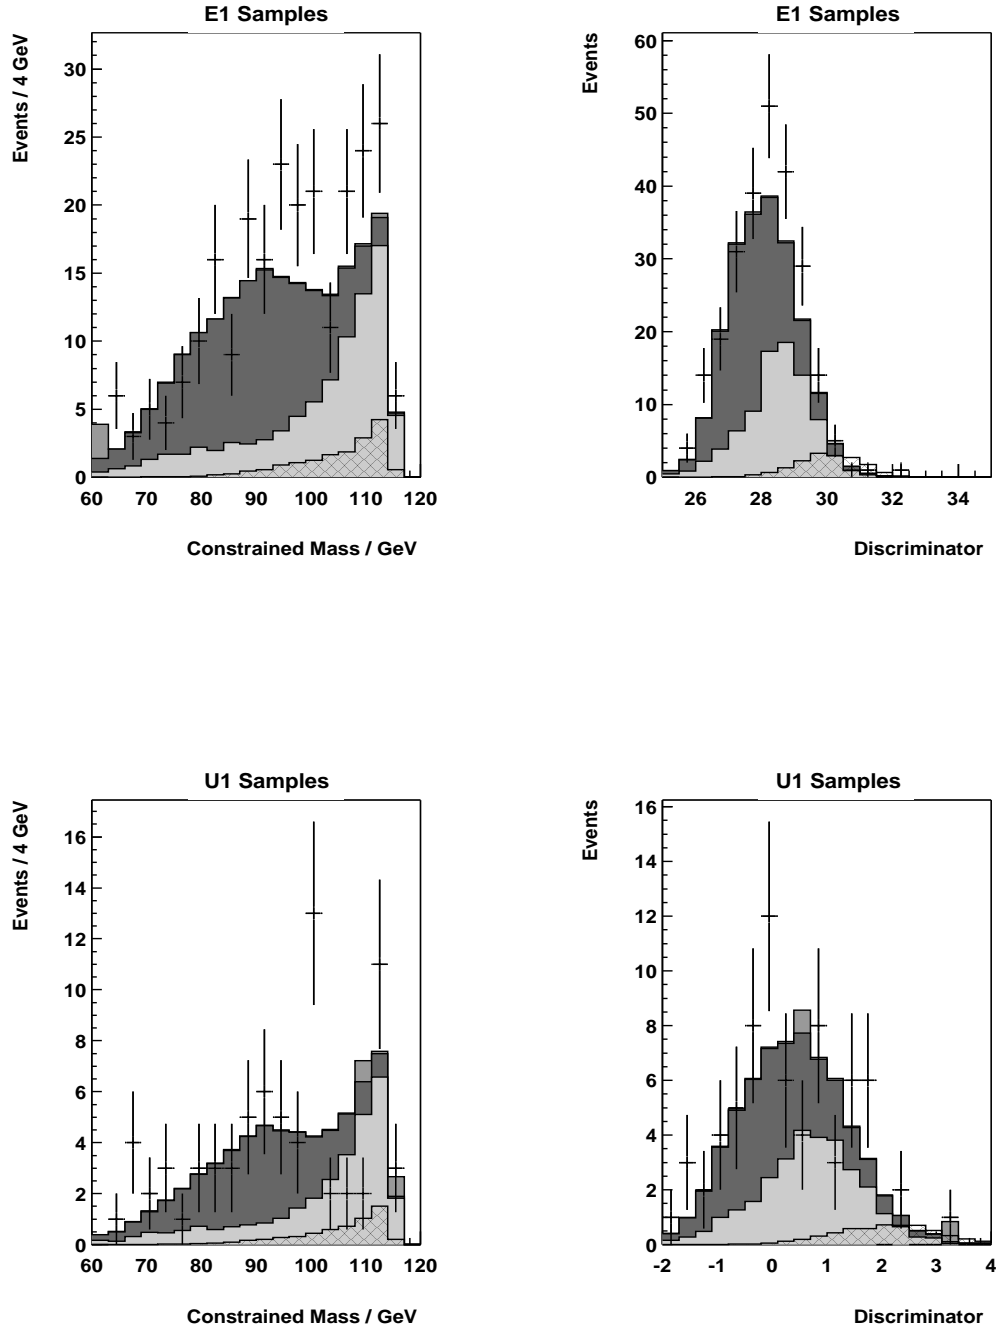 E1 Samples
Events / 4 GeV
30
25
20
15
10
5
0
60 70 80 90 100 110 120
Constrained Mass / GeV
E1 Samples
Events
60
50
40
30
20
10
0
26 28 30 32 34
Discriminator
U1 Samples
Events / 4 GeV
16
14
12
10
8
6
4
2
0
60 70 80 90 100 110 120
Constrained Mass / GeV
U1 Samples
Events
16
14
12
10
8
6
4
2
0
-2 -1 0 1 2 3 4
Discriminator